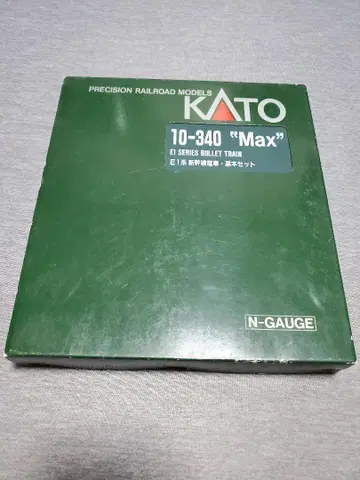 PRECISION RAILROAD MODELS
KATO
10-340 "Max"
E1 SERIES BULLET TRAIN
E1系 新幹線電車・基本セット
N-GAUGE